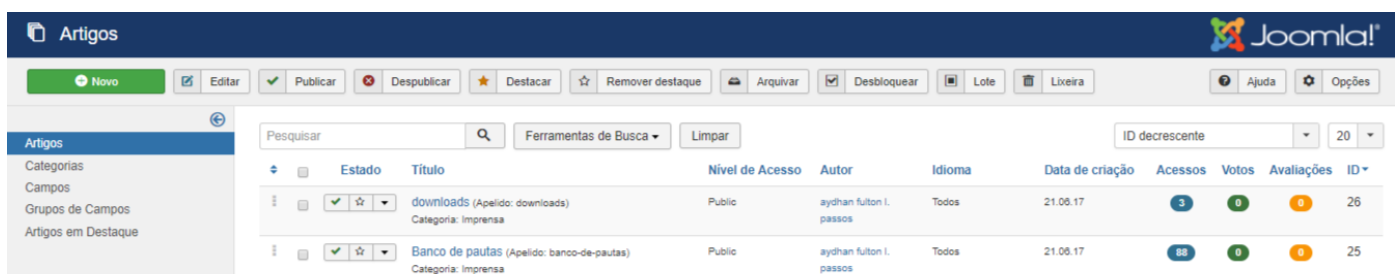 Artigos
Joomla!®
Novo Editar Publicar Despublicar Destacar Remover destaque Arquivar Desbloquear Lote Lixeira Ajuda Opções
Artigos
Categorias
Campos
Grupos de Campos
Artigos em Destaque
Pesquisar Ferramentas de Busca Limpar ID decrescente 20
Estado Título Nível de Acesso Autor Idioma Data de criação Acessos Votos Avaliações ID
downloads (Apelido: downloads) Public aydhan fulton l. Todos 21.06.17 3 0 0 26
Categoria: Imprensa passos
Banco de pautas (Apelido: banco-de-pautas) Public aydhan fulton l. Todos 21.06.17 88 0 0 25
Categoria: Imprensa passos